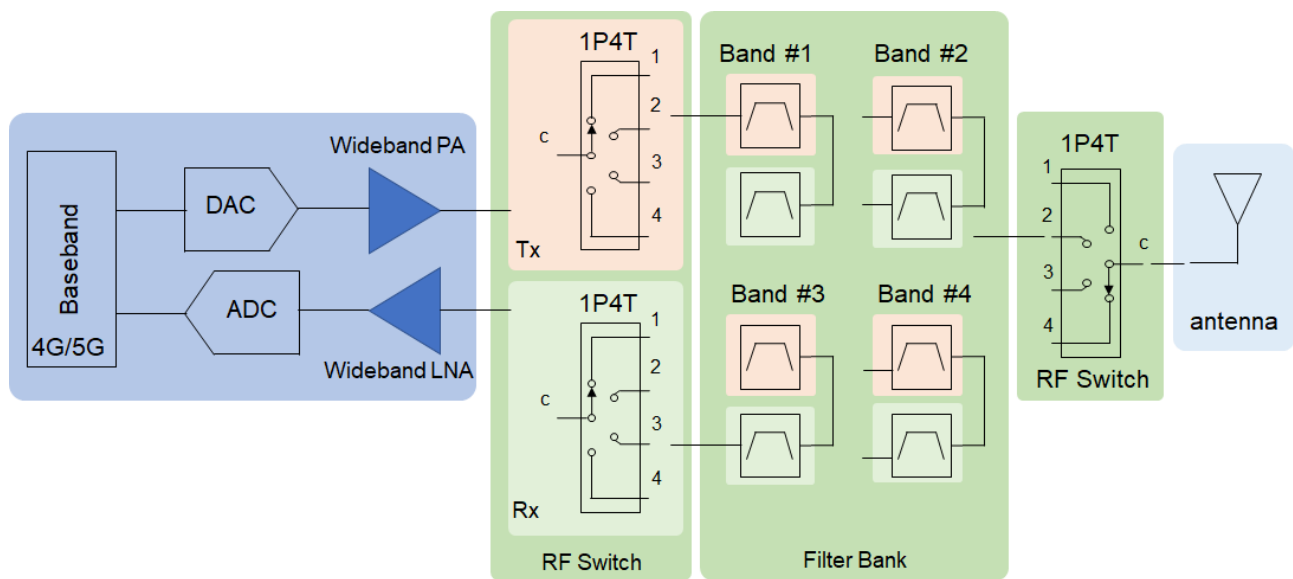 Baseband
4G/5G
DAC
ADC
Wideband PA
Wideband LNA
1P4T
1
2
3
4
c
Tx
1P4T
1
2
3
4
c
Rx
RF Switch
Band #1
Band #2
Band #3
Band #4
Filter Bank
1P4T
1
2
3
4
c
RF Switch
antenna